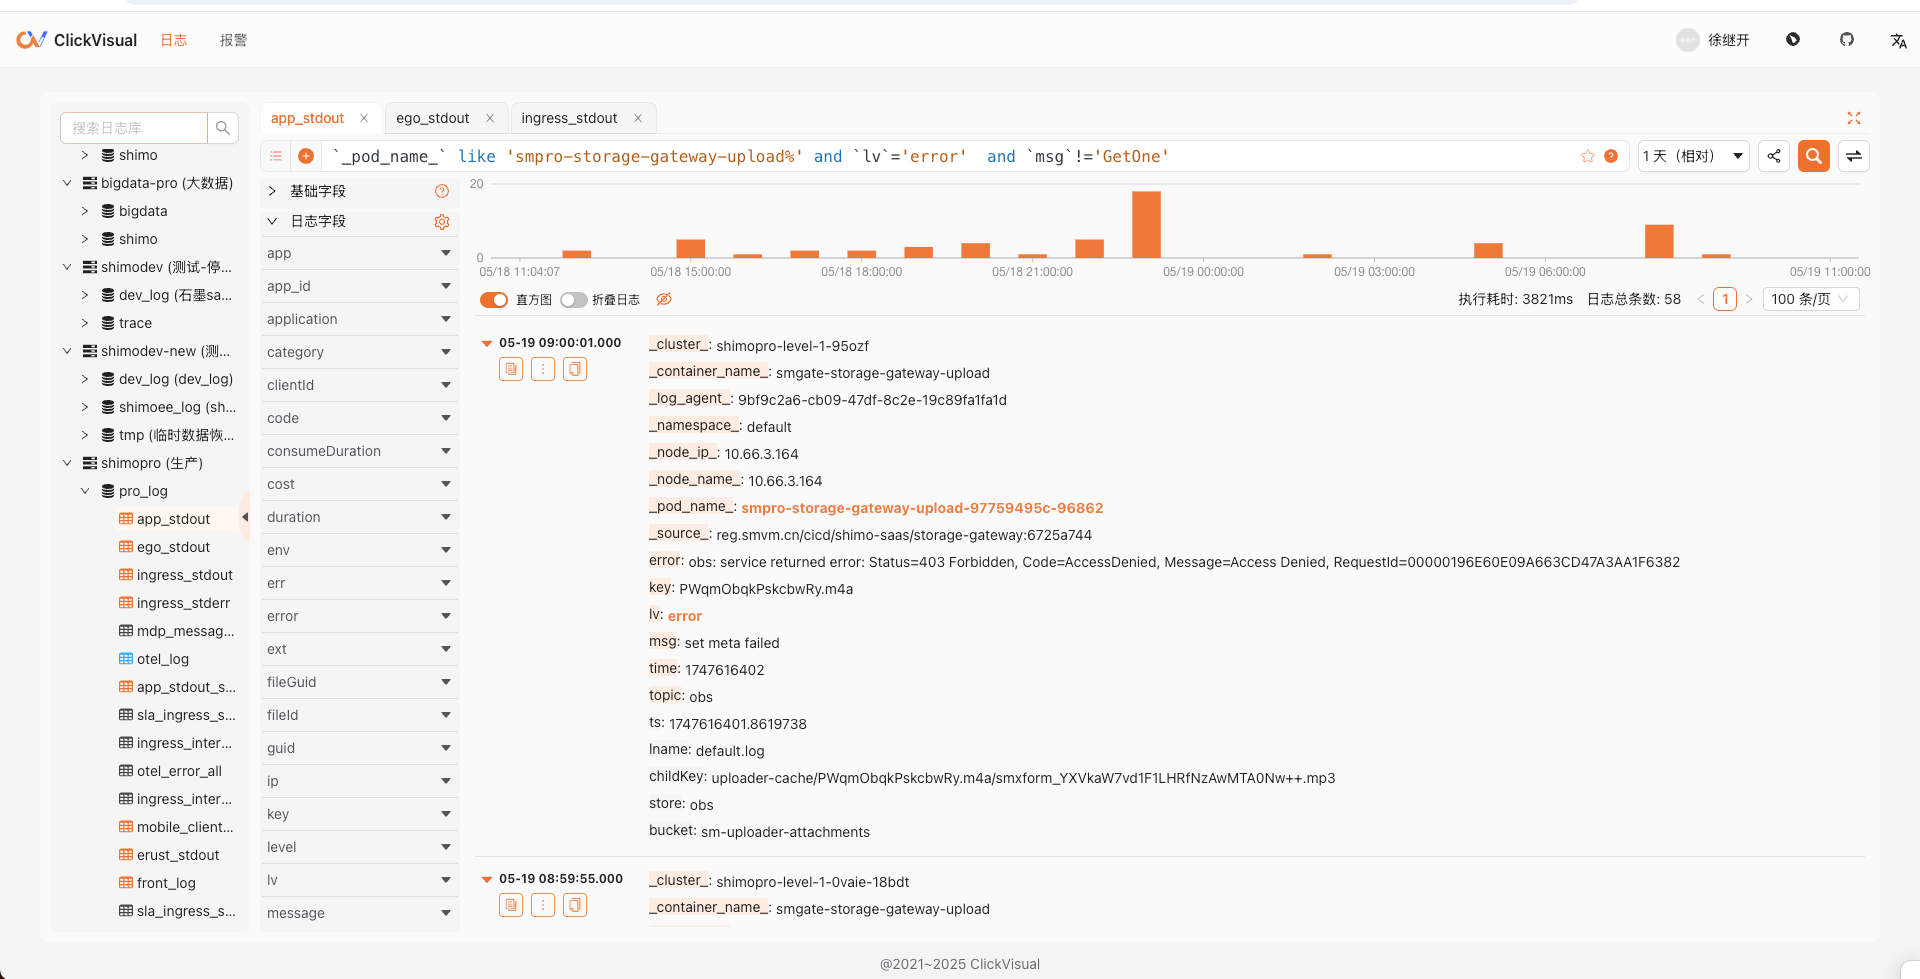 ClickVisual 日志 报警 徐继开
搜索日志库
shimo
bigdata-pro (大数据)
bigdata
shimo
shimodev (测试-停...
dev_log (石墨sa...
trace
shimodev-new (测...
dev_log (dev_log)
shimoee_log (sh...
tmp (临时数据恢...
shimopro (生产)
pro_log
app_stdout
ego_stdout
ingress_stdout
ingress_stderr
mdp_messag...
otel_log
app_stdout_s...
sla_ingress_s...
ingress_inter...
otel_error_all
ingress_inter...
mobile_client...
erust_stdout
front_log
sla_ingress_s...
app_stdout ego_stdout ingress_stdout
`_pod_name_` like 'smpro-storage-gateway-upload%' and `lv`='error'  and `msg`!='GetOne'
1 天（相对）
基础字段
日志字段
app
app_id
application
category
clientId
code
consumeDuration
cost
duration
env
err
error
ext
fileGuid
fileId
guid
ip
key
level
lv
message
20
0
05/18 11:04:07 05/18 15:00:00 05/18 18:00:00 05/18 21:00:00 05/19 00:00:00 05/19 03:00:00 05/19 06:00:00 05/19 11:00:00
直方图 折叠日志 执行耗时: 3821ms 日志总条数: 58 < 1 > 100 条/页
05-19 09:00:01.000
_cluster_: shimopro-level-1-95ozf
_container_name_: smgate-storage-gateway-upload
_log_agent_: 9bf9c2a6-cb09-47df-8c2e-19c89fa1fa1d
_namespace_: default
_node_ip_: 10.66.3.164
_node_name_: 10.66.3.164
_pod_name_: smpro-storage-gateway-upload-97759495c-96862
_source_: reg.smvm.cn/cicd/shimo-saas/storage-gateway:6725a744
error: obs: service returned error: Status=403 Forbidden, Code=AccessDenied, Message=Access Denied, RequestId=00000196E60E09A663CD47A3AA1F6382
key: PWqmObqkPskcbwRy.m4a
lv: error
msg: set meta failed
time: 1747616402
topic: obs
ts: 1747616401.8619738
lname: default.log
childKey: uploader-cache/PWqmObqkPskcbwRy.m4a/smxform_YXVkaW7vd1F1LHRfNzAwMTA0Nw++.mp3
store: obs
bucket: sm-uploader-attachments
05-19 08:59:55.000
_cluster_: shimopro-level-1-0vaie-18bdt
_container_name_: smgate-storage-gateway-upload
@2021~2025 ClickVisual